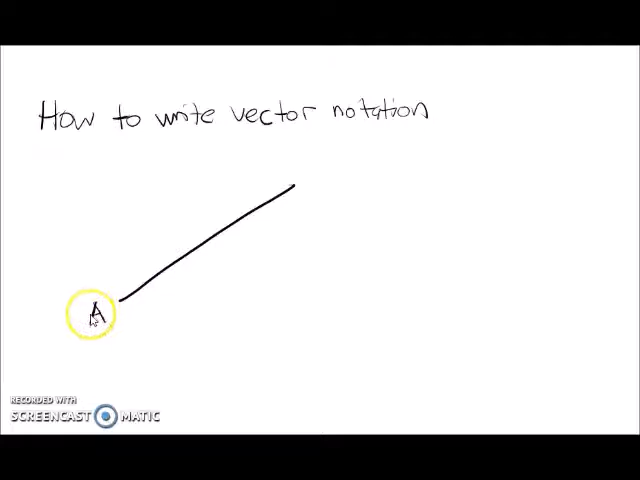 How to write vector notation
A
RECORDED WITH
SCREENCAST MATIC